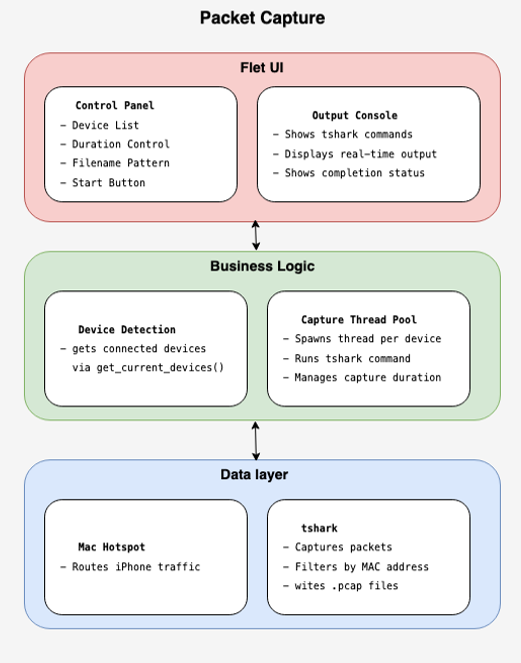 Packet Capture
Flet UI
Control Panel
– Device List
– Duration Control
– Filename Pattern
– Start Button
Output Console
– Shows tshark commands
– Displays real-time output
– Shows completion status
Business Logic
Device Detection
– gets connected devices
via get_current_devices()
Capture Thread Pool
– Spawns thread per device
– Runs tshark command
– Manages capture duration
Data layer
Mac Hotspot
– Routes iPhone traffic
tshark
– Captures packets
– Filters by MAC address
– wites .pcap files